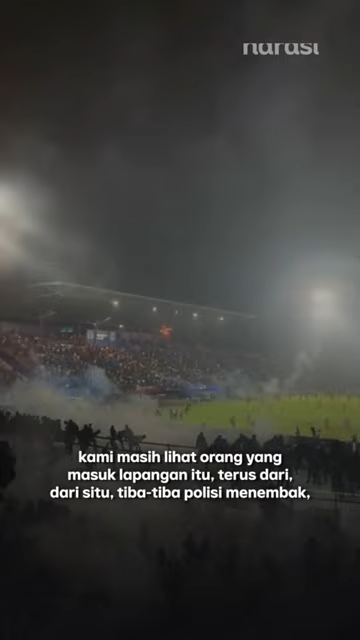 narasi
kami masih lihat orang yang
masuk lapangan itu, terus dari,
dari situ, tiba-tiba polisi menembak,